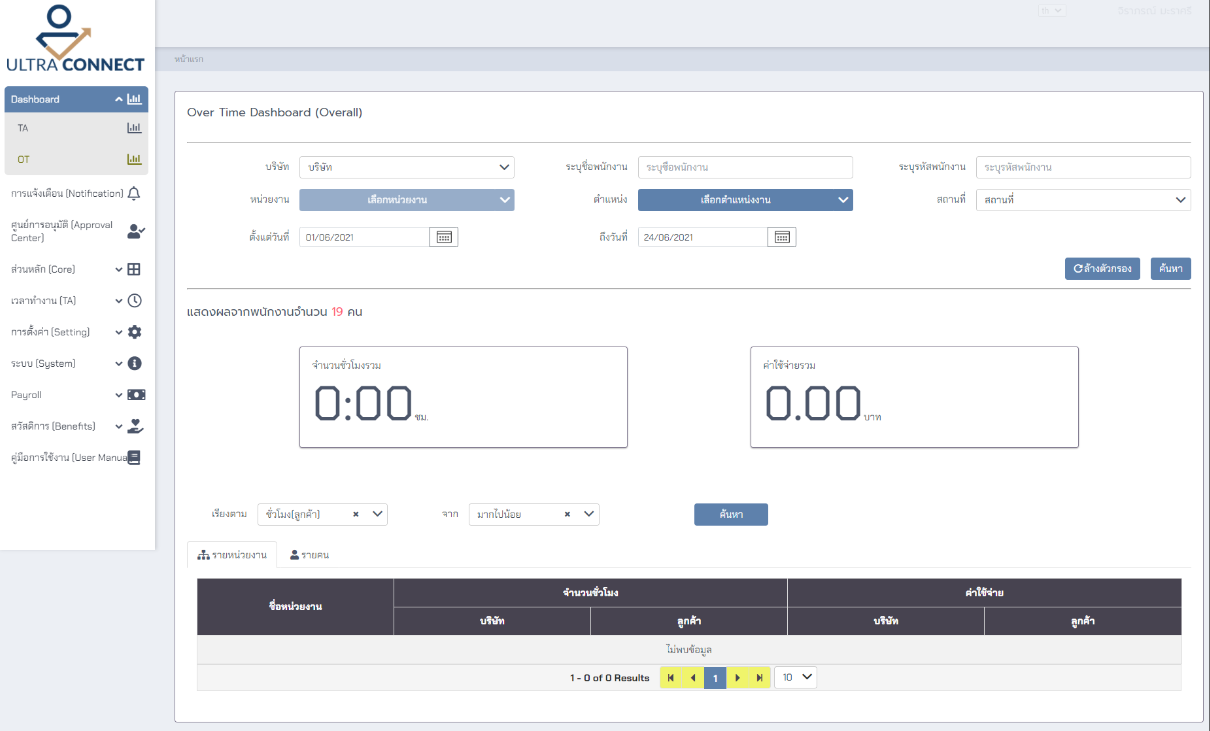 TH
ULTRA CONNECT
หน้าแรก
Dashboard
TA
OT
การแจ้งเตือน (Notification)
ศูนย์การอนุมัติ (Approval
Center)
ส่วนหลัก (Core)
เวลาทำงาน (TA)
การตั้งค่า (Setting)
ระบบ (System)
Payroll
สวัสดิการ (Benefits)
คู่มือการใช้งาน (User Manua
Over Time Dashboard (Overall)
บริษัท บริษัท ระบุชื่อพนักงาน ระบุชื่อพนักงาน ระบุรหัสพนักงาน ระบุรหัสพนักงาน
หน่วยงาน เลือกหน่วยงาน ตำแหน่ง เลือกตำแหน่งงาน สถานที่ สถานที่
ตั้งแต่วันที่ 01/06/2021 ถึงวันที่ 24/06/2021
ล้างตัวกรอง ค้นหา
แสดงผลจากพนักงานจำนวน 19 คน
จำนวนชั่วโมงรวม ค่าใช้จ่ายรวม
0:00 ชม. 0.00 บาท
เรียงตาม ชั่วโมง(ลูกค้า) × จาก มากไปน้อย × ค้นหา
รายหน่วยงาน รายคน
ชื่อหน่วยงาน จำนวนชั่วโมง ค่าใช้จ่าย
บริษัท ลูกค้า บริษัท ลูกค้า
ไม่พบข้อมูล
1 - 0 of 0 Results 1 10